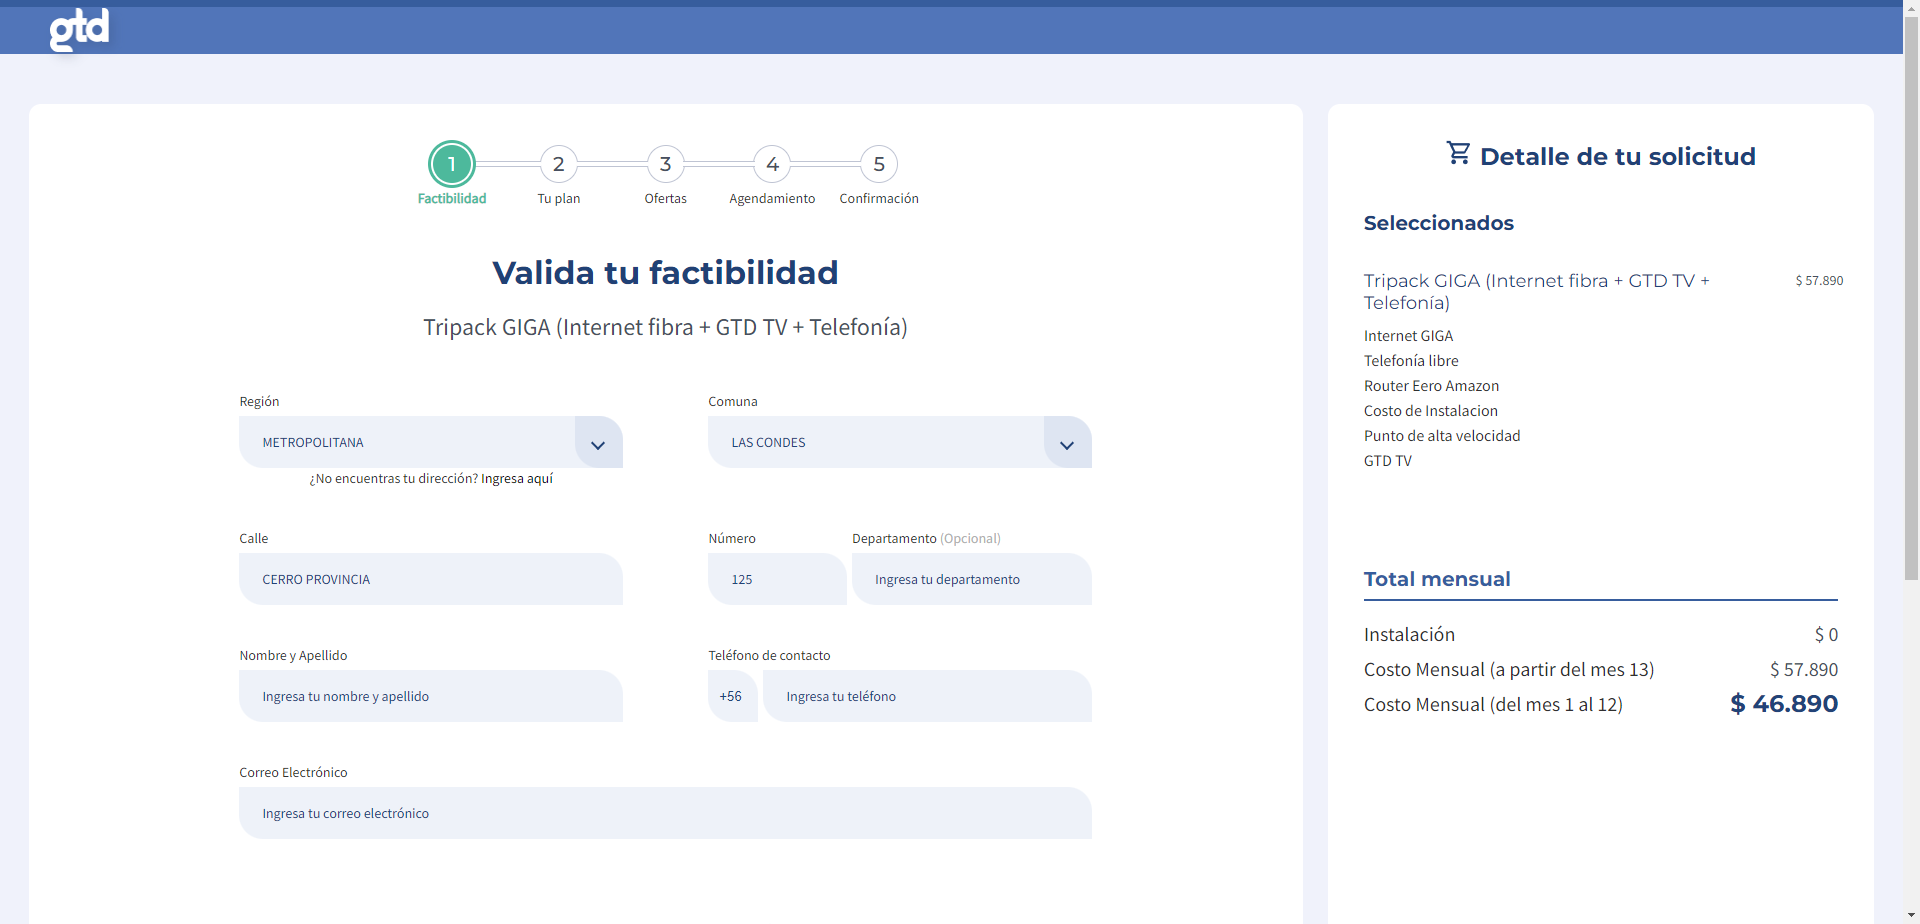 gtd
1
2
3
4
5
Factibilidad
Tu plan
Ofertas
Agendamiento
Confirmación
Valida tu factibilidad
Tripack GIGA (Internet fibra + GTD TV + Telefonía)
Región
METROPOLITANA
¿No encuentras tu dirección? Ingresa aquí
Comuna
LAS CONDES
Calle
CERRO PROVINCIA
Número
125
Departamento (Opcional)
Ingresa tu departamento
Nombre y Apellido
Ingresa tu nombre y apellido
Teléfono de contacto
+56
Ingresa tu teléfono
Correo Electrónico
Ingresa tu correo electrónico
Detalle de tu solicitud
Seleccionados
Tripack GIGA (Internet fibra + GTD TV +
Telefonía)
$ 57.890
Internet GIGA
Telefonía libre
Router Eero Amazon
Costo de Instalacion
Punto de alta velocidad
GTD TV
Total mensual
Instalación $ 0
Costo Mensual (a partir del mes 13) $ 57.890
Costo Mensual (del mes 1 al 12) $ 46.890